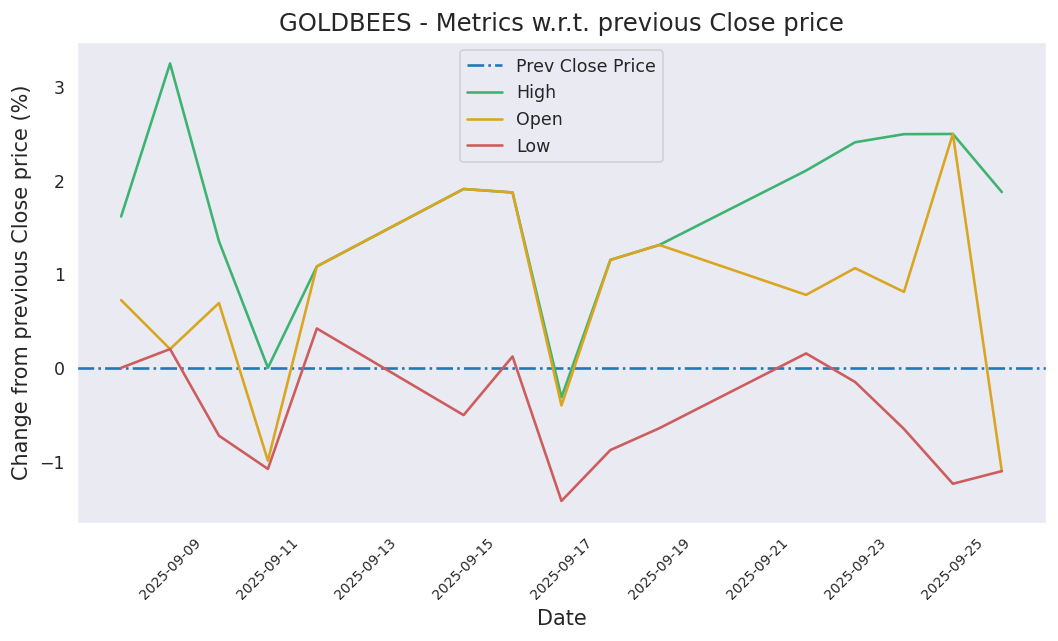 GOLDBEES - Metrics w.r.t. previous Close price
Change from previous Close price (%)
3
2
1
0
−1
Prev Close Price
High
Open
Low
2025-09-09
2025-09-11
2025-09-13
2025-09-15
2025-09-17
2025-09-19
2025-09-21
2025-09-23
2025-09-25
Date